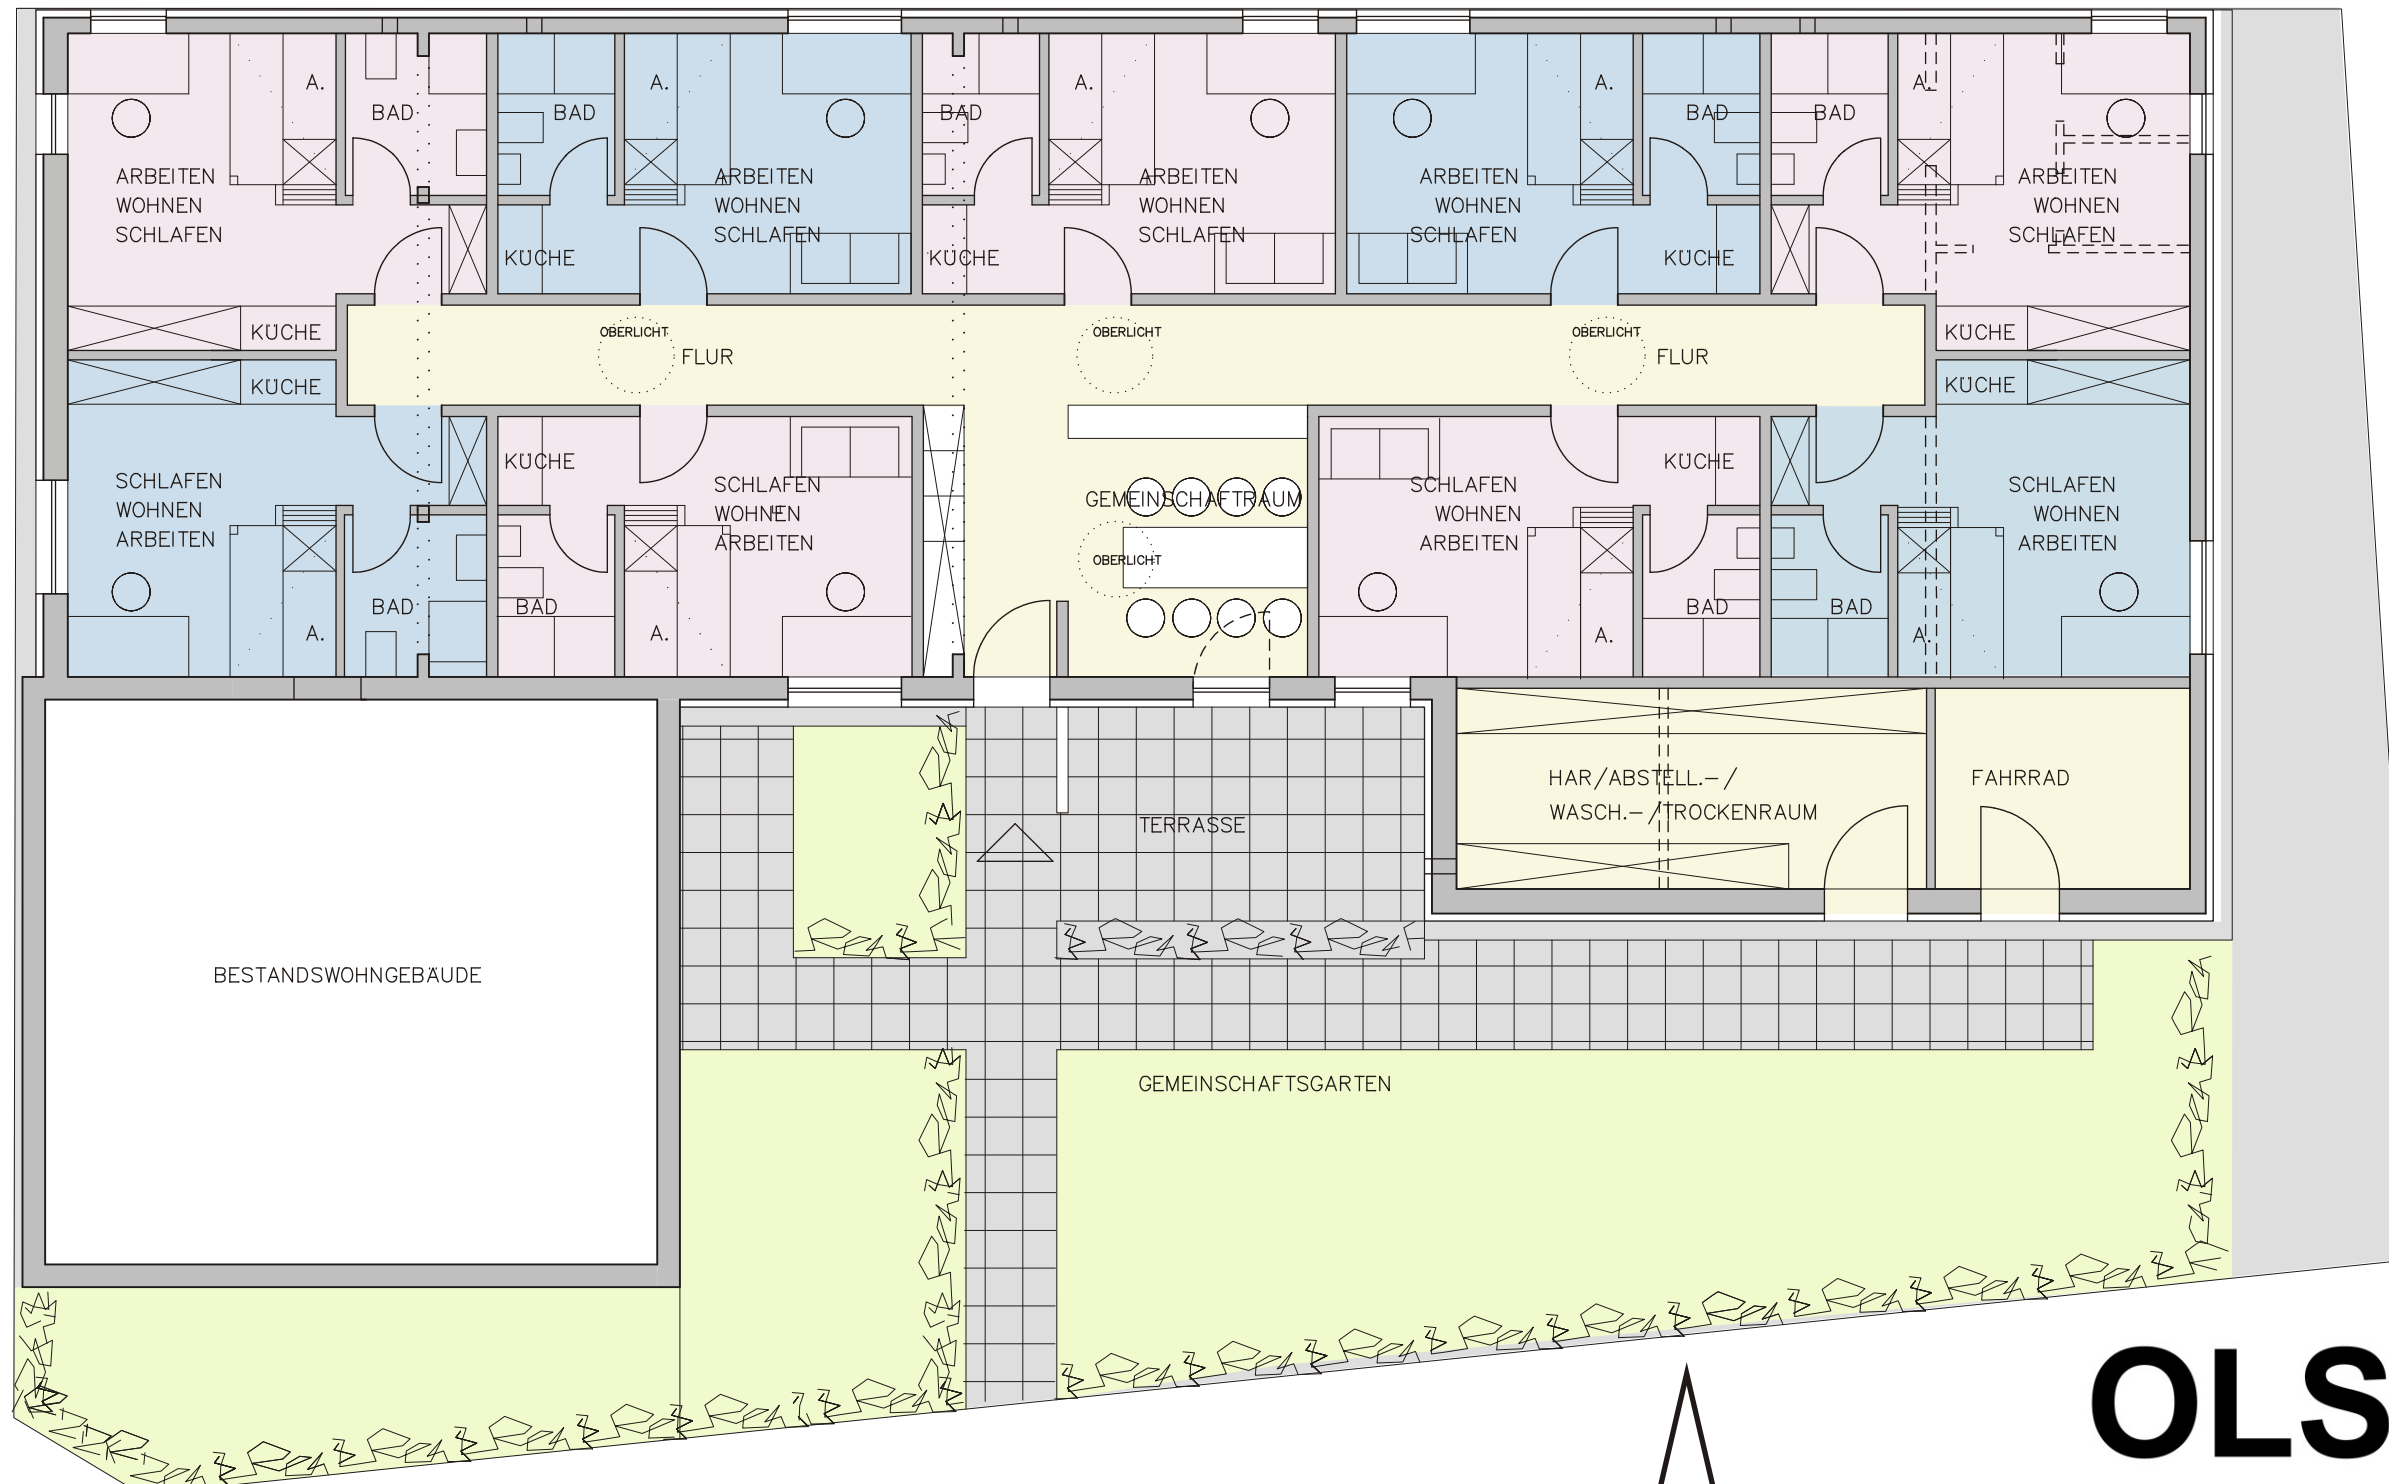 A.
BAD
ARBEITEN
WOHNEN
SCHLAFEN
KÜCHE
BAD
A.
ARBEITEN
WOHNEN
SCHLAFEN
KÜCHE
BAD
A.
ARBEITEN
WOHNEN
SCHLAFEN
KÜCHE
A.
BAD
ARBEITEN
WOHNEN
SCHLAFEN
KÜCHE
BAD
A.
ARBEITEN
WOHNEN
SCHLAFEN
KÜCHE
OBERLICHT
FLUR
OBERLICHT
OBERLICHT
FLUR
KÜCHE
SCHLAFEN
WOHNEN
ARBEITEN
BAD
A.
KÜCHE
SCHLAFEN
WOHNEN
ARBEITEN
BAD
A.
GEMEINSCHAFTRAUM
OBERLICHT
SCHLAFEN
WOHNEN
ARBEITEN
KÜCHE
A.
BAD
KÜCHE
SCHLAFEN
WOHNEN
ARBEITEN
BAD
A.
HAR/ABSTELL.-/
WASCH.-/TROCKENRAUM
FAHRRAD
TERRASSE
BESTANDSWOHNGEBÄUDE
GEMEINSCHAFTSGARTEN
OLS